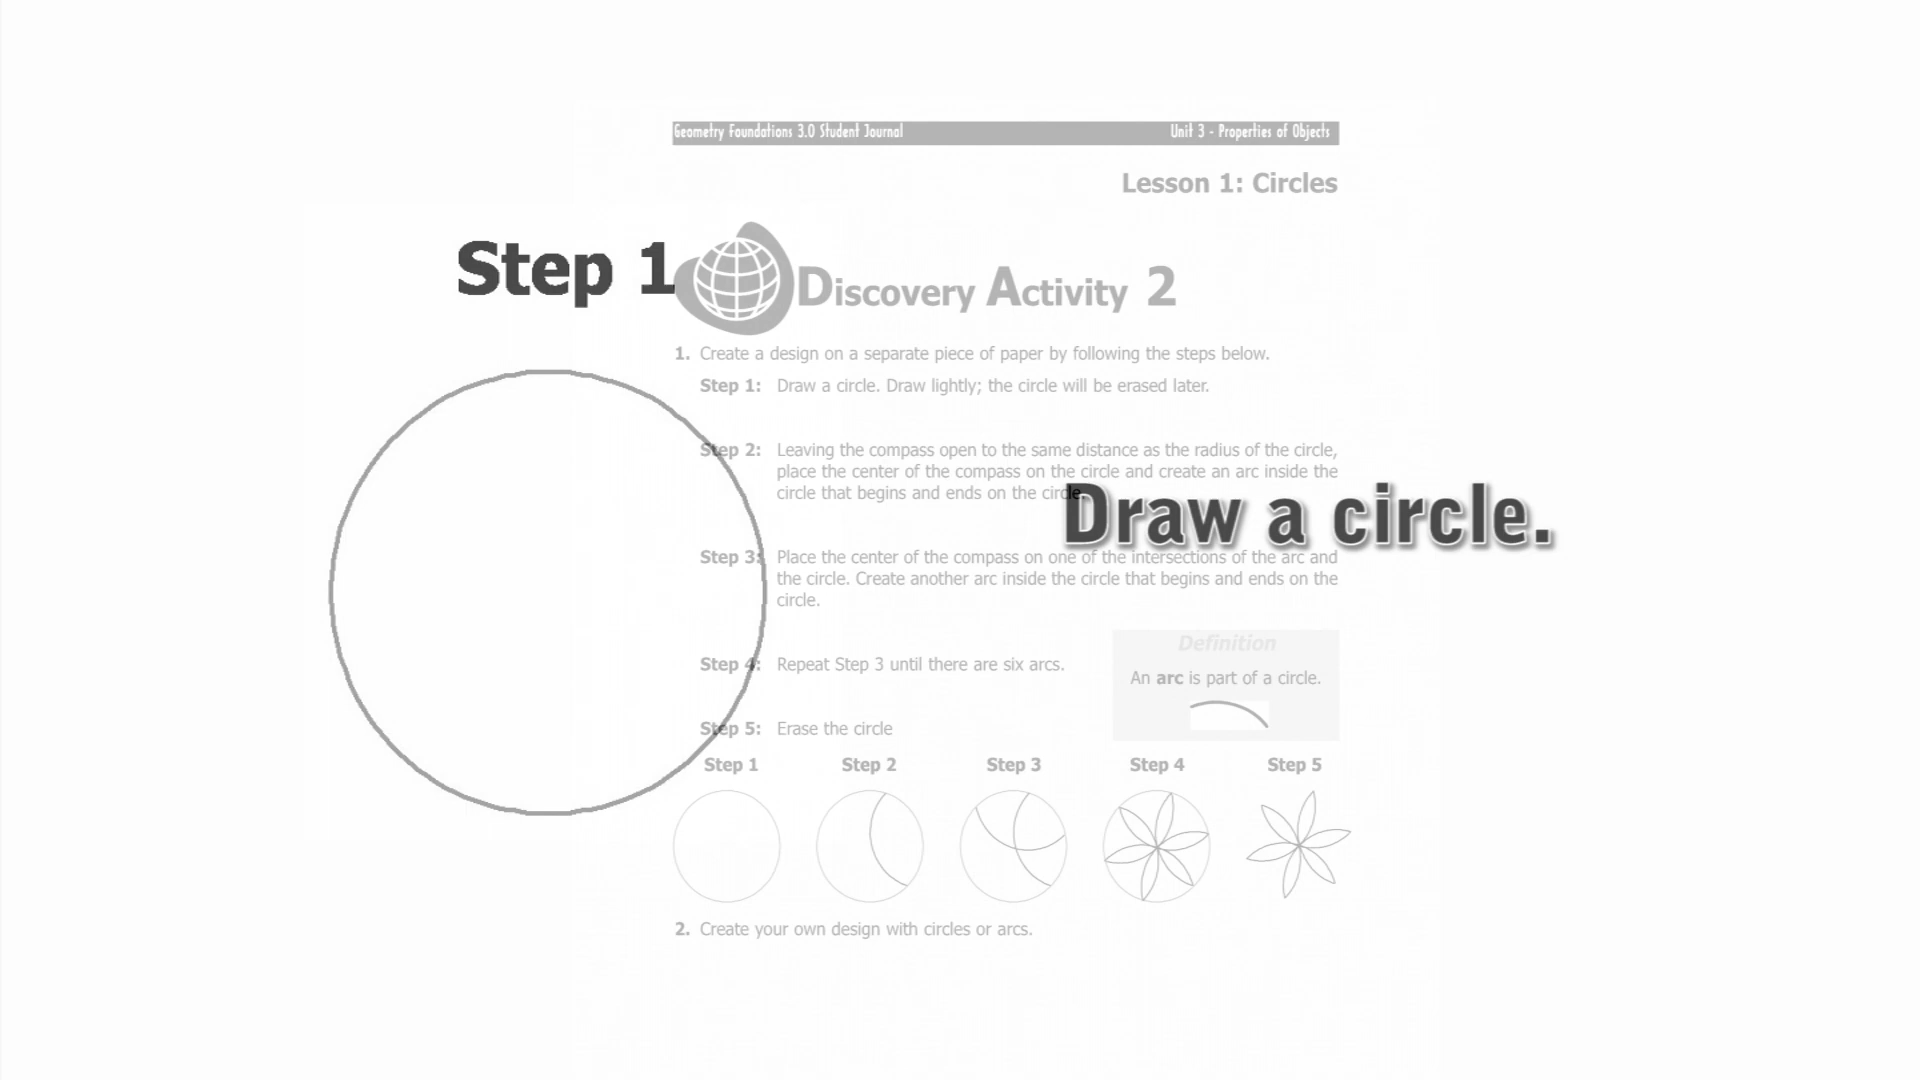 Geometry Foundations 3.0 Student Journal
Unit 3 - Properties of Objects
Lesson 1: Circles
Step 1
Discovery Activity 2
1. Create a design on a separate piece of paper by following the steps below.
Step 1: Draw a circle. Draw lightly; the circle will be erased later.
Step 2: Leaving the compass open to the same distance as the radius of the circle,
place the center of the compass on the circle and create an arc inside the
circle that begins and ends on the circle.
Draw a circle.
Step 3: Place the center of the compass on one of the intersections of the arc and
the circle. Create another arc inside the circle that begins and ends on the
circle.
Definition
An arc is part of a circle.
Step 4: Repeat Step 3 until there are six arcs.
Step 5: Erase the circle
Step 1 Step 2 Step 3 Step 4 Step 5
2. Create your own design with circles or arcs.